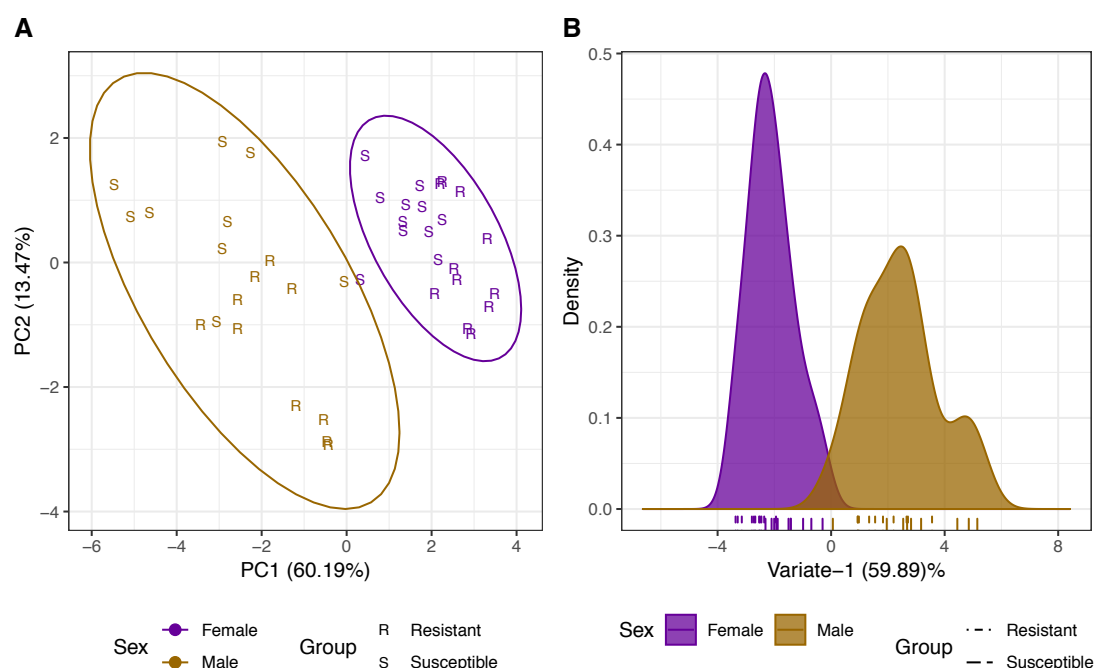 A
B
PC2 (13.47%)
2
0
−2
−4
S
S
S
S
S
S
S
S
S
S
R
R
R
R
R
R
R
R
R
R
R
S
S
S
S
S
S
S
S
S
S
S
S
R
R
R
R
R
R
R
R
R
R
R
−6
−4
−2
0
2
4
PC1 (60.19%)
Density
0.5
0.4
0.3
0.2
0.1
0.0
−4
0
4
8
Variate−1 (59.89)%
Sex
Female
Male
Group
R Resistant
S Susceptible
Sex
Female
Male
Group
Resistant
Susceptible